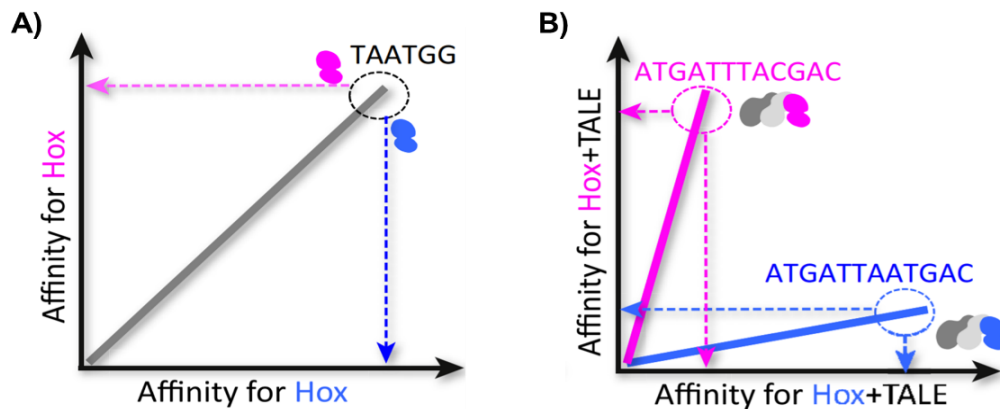 A)
TAATGG
Affinity for Hox
Affinity for Hox
B)
ATGATTTACGAC
Affinity for Hox+TALE
ATGATTAATGAC
Affinity for Hox+TALE